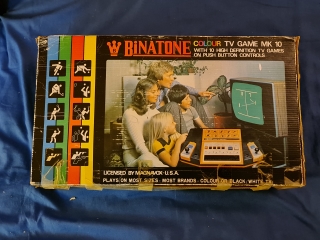 BINATONE
COLOUR TV GAME MK 10
WITH 10 HIGH DEFINITION TV GAMES
ON PUSH BUTTON CONTROLS
LICENSED BY MAGNAVOX · U.S.A.
PLAYS ON MOST SIZES · MOST BRANDS · COLOUR OR BLACK, WHITE T.V.